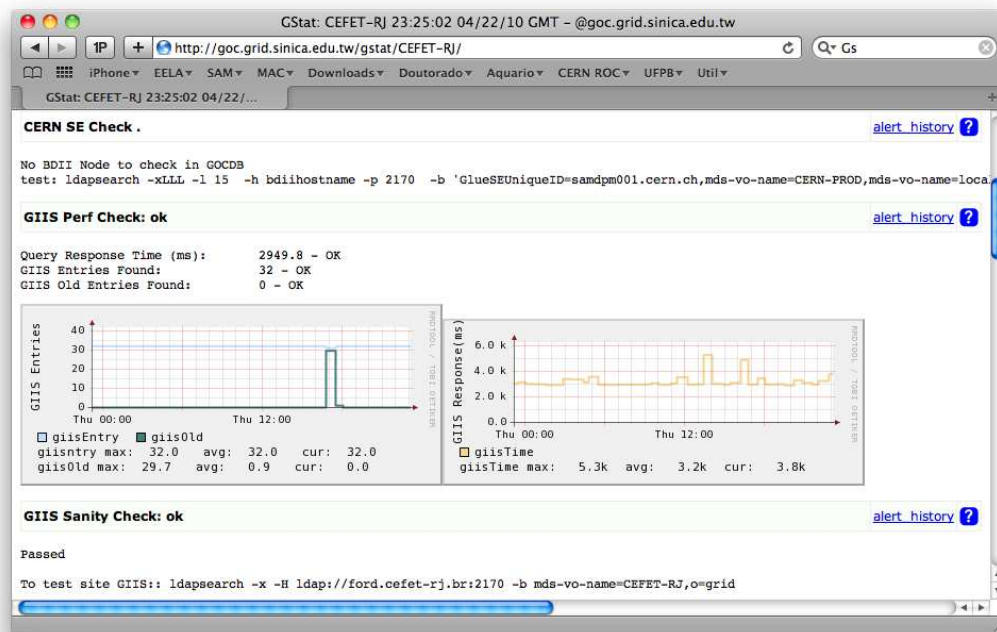 GStat: CEFET-RJ 23:25:02 04/22/10 GMT – @goc.grid.sinica.edu.tw
1P + http://goc.grid.sinica.edu.tw/gstat/CEFET-RJ/ Gs
iPhone EELA SAM MAC Downloads Doutorado Aquario CERN ROC UFPB Util
GStat: CEFET-RJ 23:25:02 04/22/...
CERN SE Check . alert_history ?
No BDII Node to check in GOCDB
test: ldapsearch -xLLL -l 15 -h bdiihostname -p 2170 -b 'GlueSEUniqueID=samdpm001.cern.ch,mds-vo-name=CERN-PROD,mds-vo-name=loca
GIIS Perf Check: ok alert_history ?
Query Response Time (ms): 2949.8 - OK
GIIS Entries Found: 32 - OK
GIIS Old Entries Found: 0 - OK
GIIS Entries
40
30
20
10
0
Thu 00:00 Thu 12:00
giisEntry giisOld
giisntry max: 32.0 avg: 32.0 cur: 32.0
giisOld max: 29.7 avg: 0.9 cur: 0.0
RRDTOOL / TOBI OETIKER
GIIS Response(ms)
6.0 k
4.0 k
2.0 k
0.0
Thu 00:00 Thu 12:00
giisTime
giisTime max: 5.3k avg: 3.2k cur: 3.8k
RRDTOOL / TOBI OETIKER
GIIS Sanity Check: ok alert_history ?
Passed
To test site GIIS:: ldapsearch -x -H ldap://ford.cefet-rj.br:2170 -b mds-vo-name=CEFET-RJ,o=grid